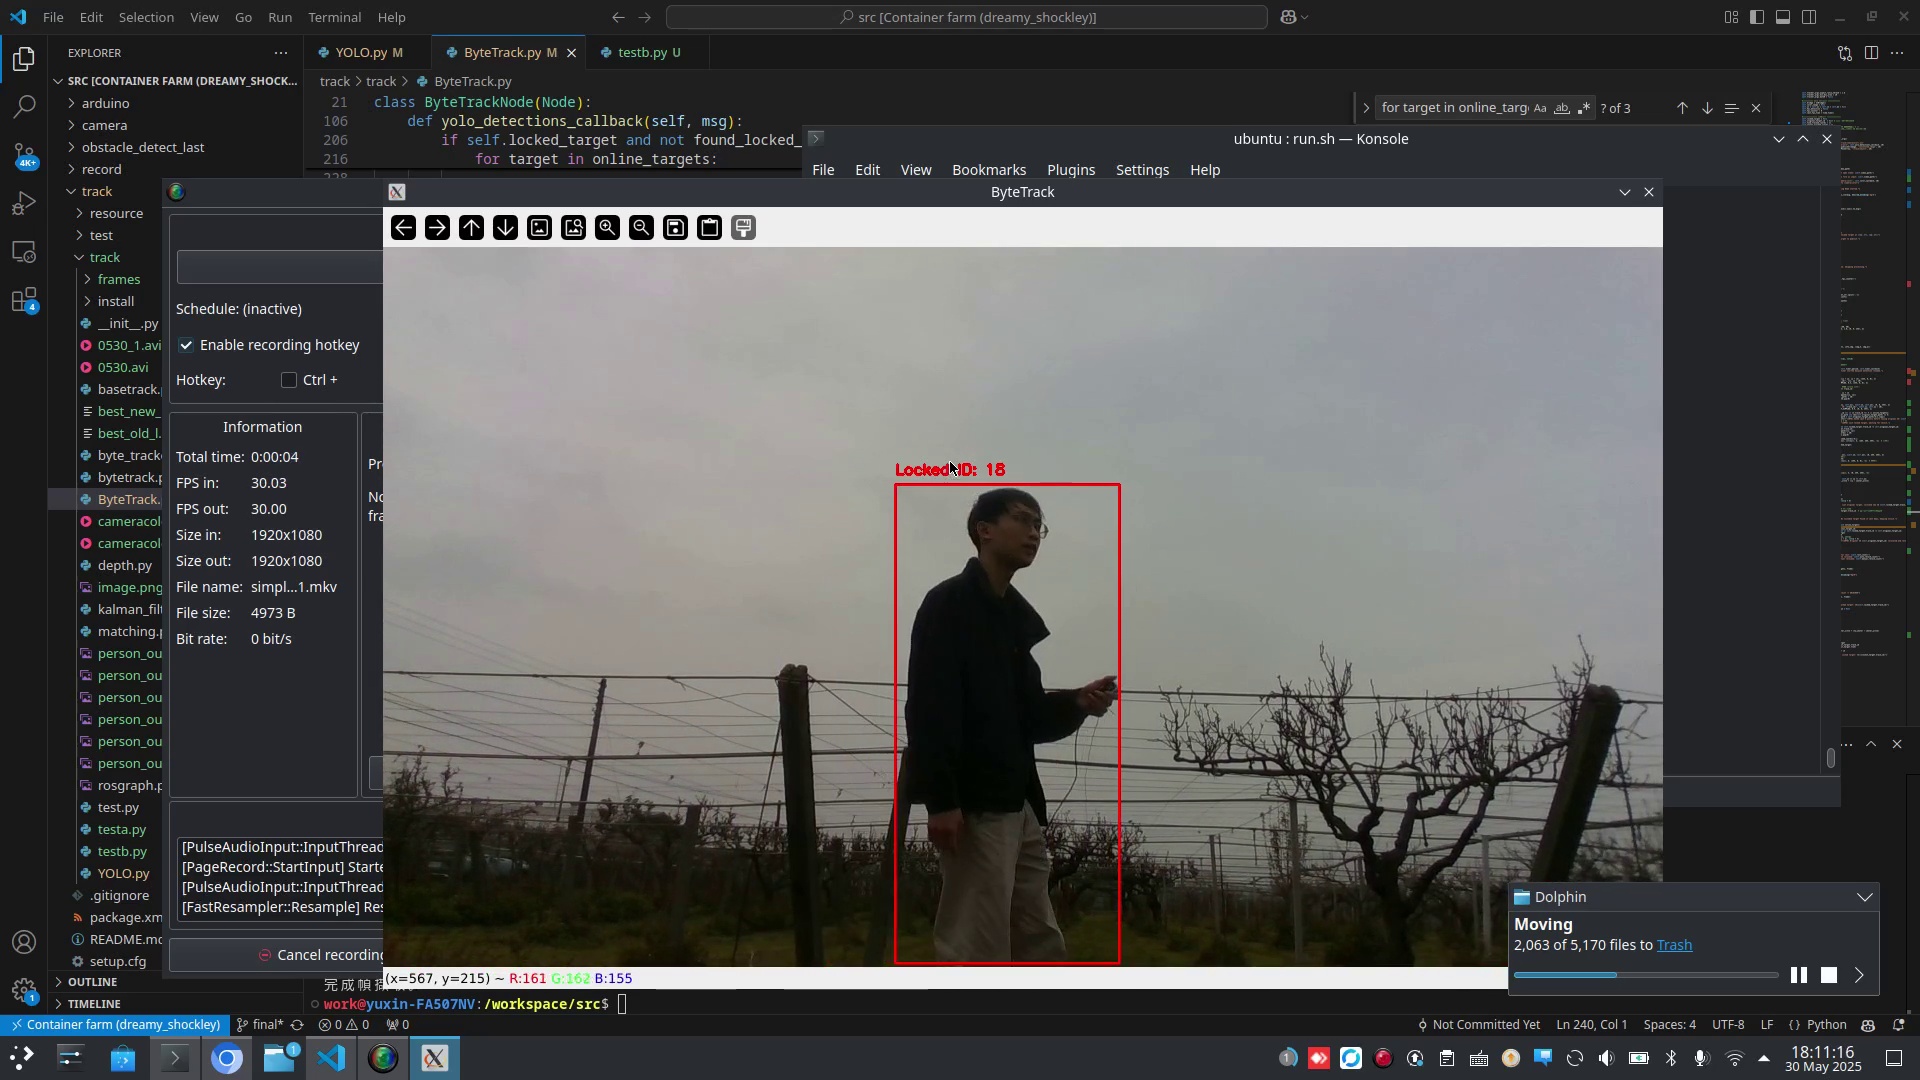 File Edit Selection View Go Run Terminal Help
src [Container farm (dreamy_shockley)]
EXPLORER
SRC [CONTAINER FARM (DREAMY_SHOCK...
arduino
camera
obstacle_detect_last
record
track
resource
test
track
frames
install
__init__.py
0530_1.avi
0530.avi
basetrack.
best_new_
best_old_l.
byte_track
bytetrack.p
ByteTrack.
cameracol
cameracol
depth.py
image.png
kalman_filt
matching.p
person_ou
person_ou
person_ou
person_ou
person_ou
person_ou
rosgraph.p
test.py
testa.py
testb.py
YOLO.py
.gitignore
package.xm
README.md
setup.cfg
OUTLINE
TIMELINE
4K+
4
1
YOLO.py M
ByteTrack.py M
testb.py U
track > track > ByteTrack.py
21 class ByteTrackNode(Node):
106 def yolo_detections_callback(self, msg):
206 if self.locked_target and not found_locked_
216 for target in online_targets:
for target in online_targ Aa ab ? of 3
ubuntu : run.sh — Konsole
File Edit View Bookmarks Plugins Settings Help
ByteTrack
Schedule: (inactive)
Enable recording hotkey
Hotkey: Ctrl +
Information
Total time: 0:00:04
FPS in: 30.03
FPS out: 30.00
Size in: 1920x1080
Size out: 1920x1080
File name: simpl...1.mkv
File size: 4973 B
Bit rate: 0 bit/s
[PulseAudioInput::InputThread
[PageRecord::StartInput] Starte
[PulseAudioInput::InputThread
[FastResampler::Resample] Res
Cancel recording
Locked ID: 18
(x=567, y=215) ~ R:161 G:162 B:155
work@yuxin-FA507NV:/workspace/src$
Dolphin
Moving
2,063 of 5,170 files to Trash
Container farm (dreamy_shockley) final* 0 0 0
Not Committed Yet Ln 240, Col 1 Spaces: 4 UTF-8 LF Python
18:11:16
30 May 2025